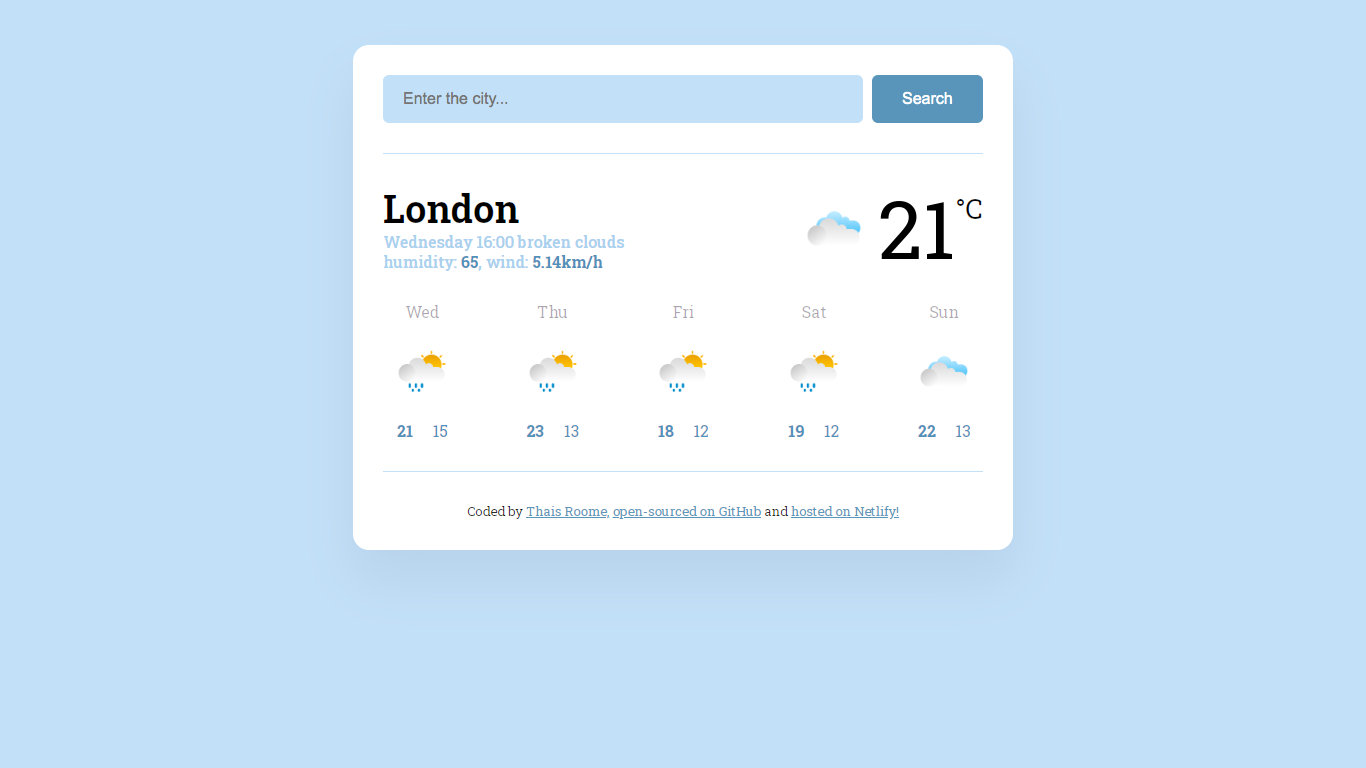 Enter the city...
Search
London
21 °C
Wednesday 16:00 broken clouds
humidity: 65, wind: 5.14km/h
Wed Thu Fri Sat Sun
21 15 23 13 18 12 19 12 22 13
Coded by Thais Roome, open-sourced on GitHub and hosted on Netlify!